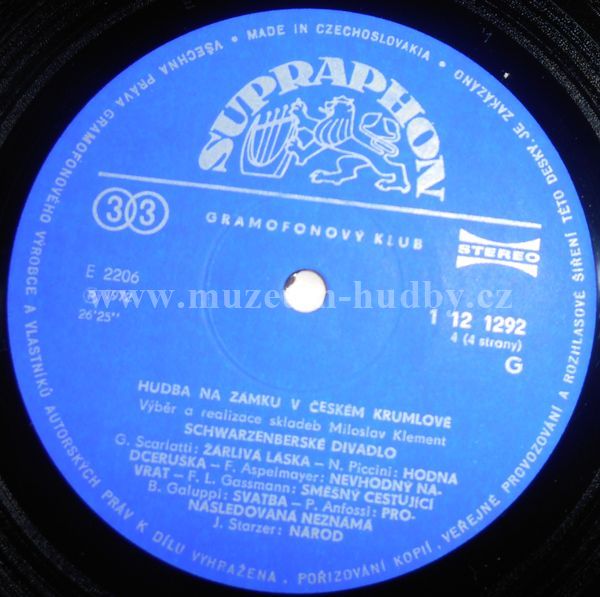 VŠECHNA PRÁVA GRAMOFONOVÉHO VÝROBCE A VLASTNÍKŮ AUTORSKÝCH PRÁV K DÍLU VYHRAŽENA. POŘIZOVÁNÍ KOPIÍ, VEŘEJNÉ PROVOZOVÁNÍ A ROZHLASOVÉ ŠÍŘENÍ TÉTO DESKY JE ZAKÁZÁNO
• MADE IN CZECHOSLOVAKIA •
SUPRAPHON
33
GRAMOFONOVÝ KLUB
STEREO
E 2206
26'25"
www.muzeum-hudby.cz
1 12 1292
4 (4 strany)
G
HUDBA NA ZÁMKU V ČESKÉM KRUMLOVĚ
Výběr a realizace skladeb Miloslav Klement
SCHWARZENBERSKÉ DIVADLO
G. Scarlatti: ŽÁRLIVÁ LÁSKA – N. Piccini: HODNÁ
DCERUŠKA – F. Aspelmayer: NEVHODNÝ NÁ-
VRAT – F. L. Gassmann: SMĚŠNÝ CESTUJÍCÍ
B. Galuppi: SVATBA – P. Anfossi: PRO-
NÁSLEDOVANÁ NEZNÁMÁ
J. Starzer: NÁROD